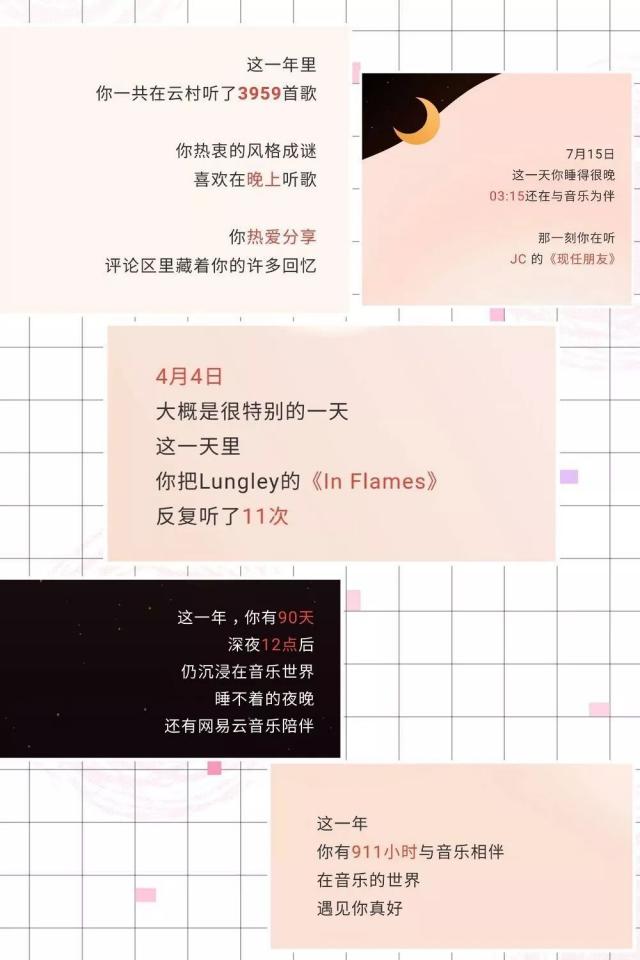 这一年里
你一共在云村听了3959首歌
你热衷的风格成谜
喜欢在晚上听歌
你热爱分享
评论区里藏着你的许多回忆
7月15日
这一天你睡得很晚
03:15还在与音乐为伴
那一刻你在听
JC 的《现任朋友》
4月4日
大概是很特别的一天
这一天里
你把Lungley的《In Flames》
反复听了11次
这一年，你有90天
深夜12点后
仍沉浸在音乐世界
睡不着的夜晚
还有网易云音乐陪伴
这一年
你有911小时与音乐相伴
在音乐的世界
遇见你真好